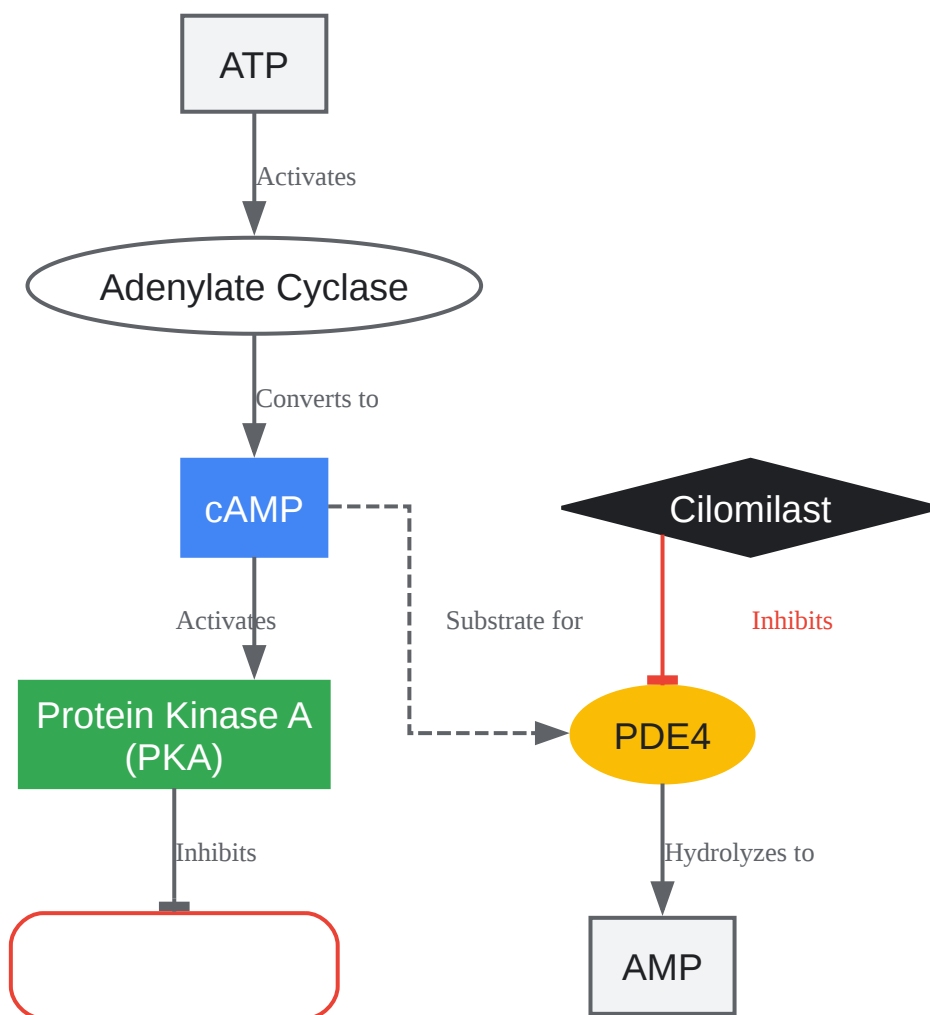 ATP
Activates
Adenylate Cyclase
Converts to
cAMP
Cilomilast
Activates
Substrate for
Inhibits
Protein Kinase A
(PKA)
PDE4
Inhibits
Hydrolyzes to
AMP